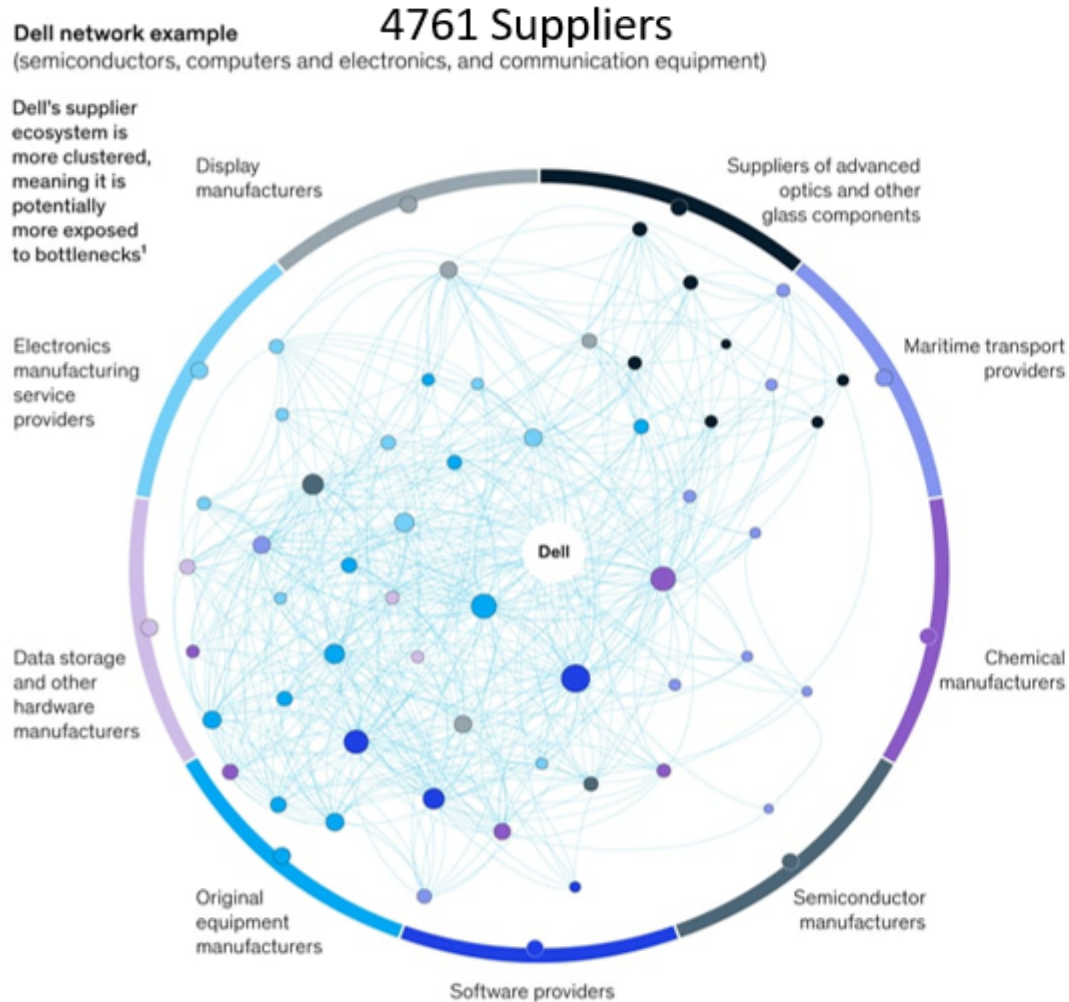 4761 Suppliers
Dell network example
(semiconductors, computers and electronics, and communication equipment)
Dell's supplier
ecosystem is
more clustered,
meaning it is
potentially
more exposed
to bottlenecks¹
Display
manufacturers
Suppliers of advanced
optics and other
glass components
Electronics
manufacturing
service
providers
Maritime transport
providers
Dell
Data storage
and other
hardware
manufacturers
Chemical
manufacturers
Original
equipment
manufacturers
Semiconductor
manufacturers
Software providers